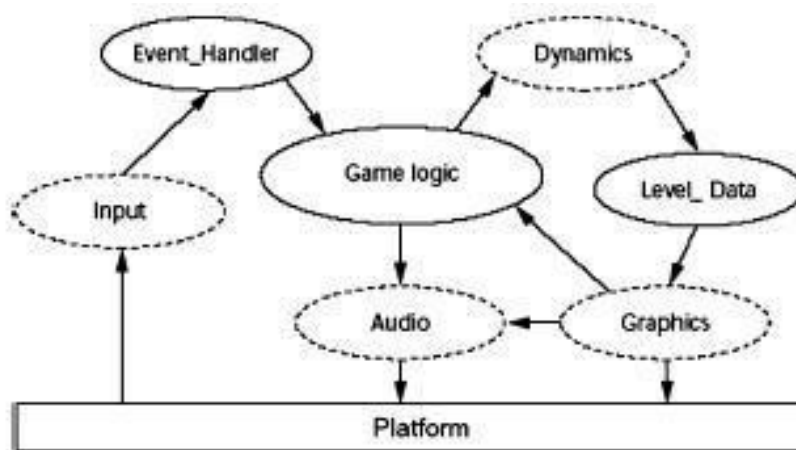 Event_Handler
Dynamics
Game logic
Level_ Data
Input
Audio
Graphics
Platform